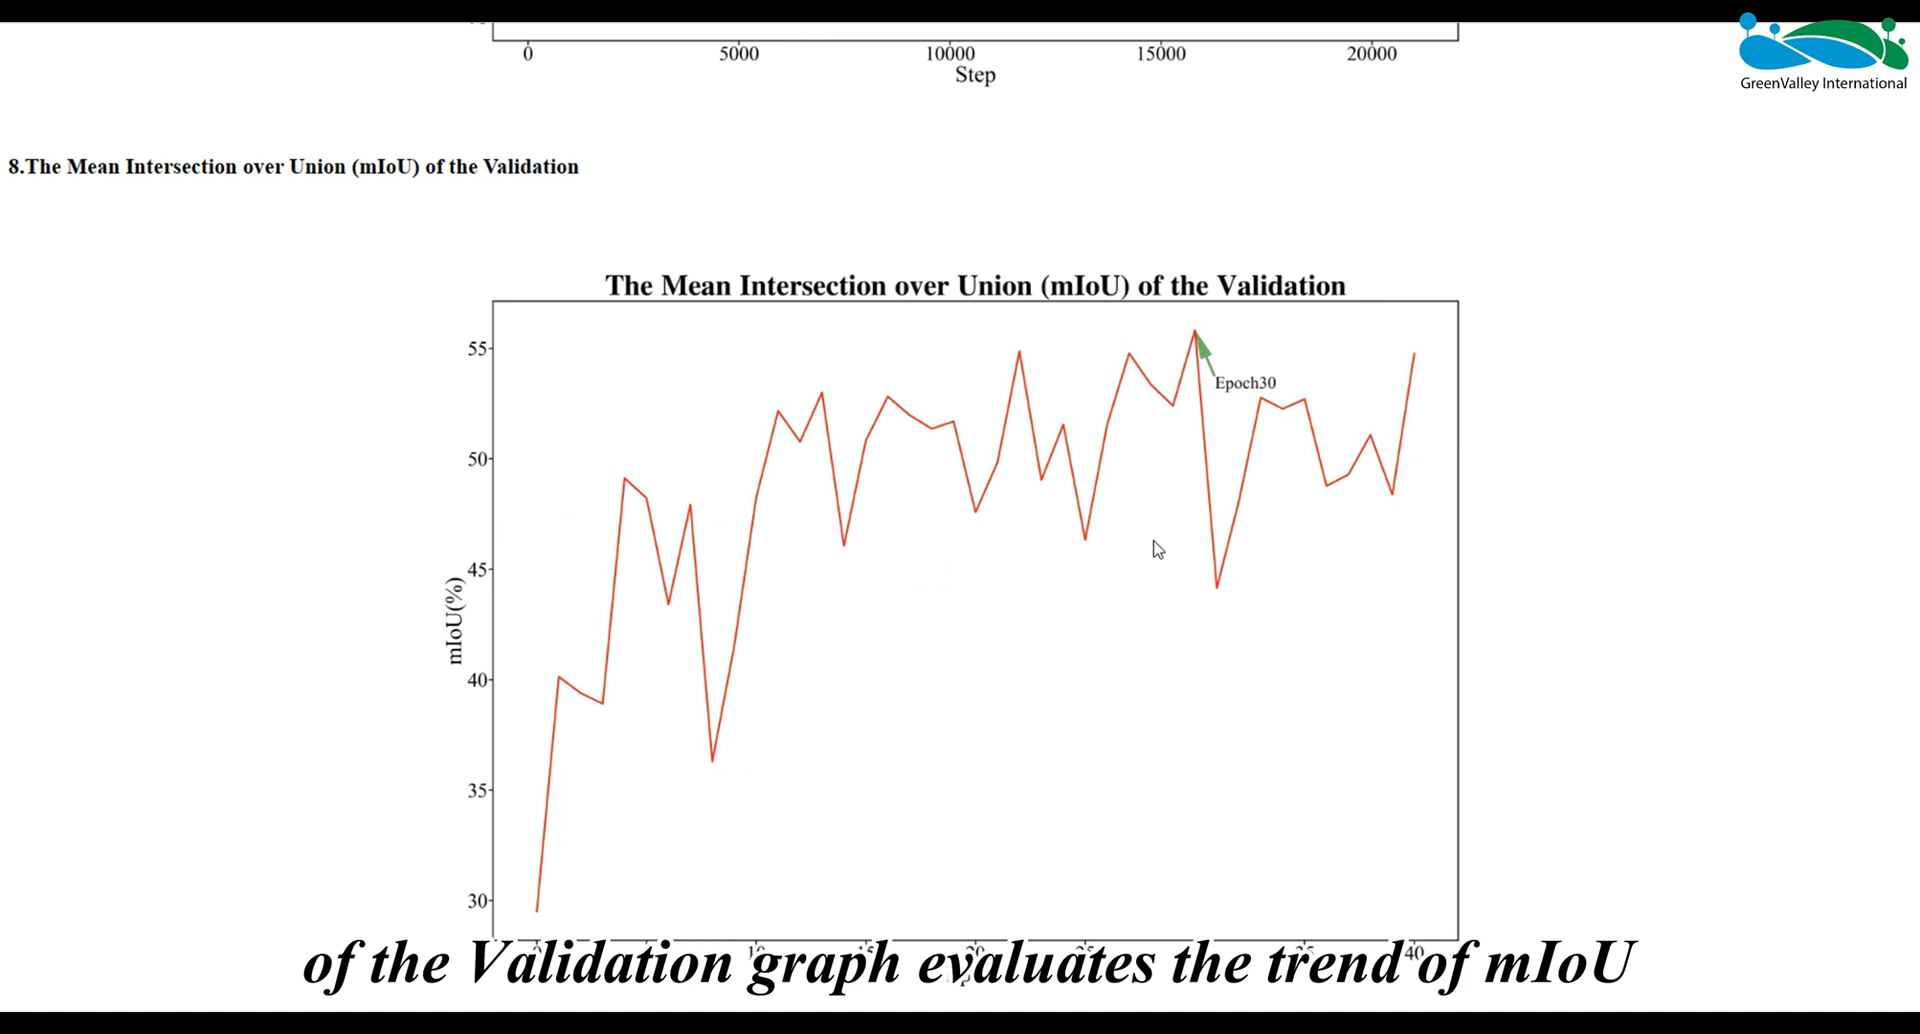 0 5000 10000 15000 20000
Step
GreenValley International
8.The Mean Intersection over Union (mIoU) of the Validation
The Mean Intersection over Union (mIoU) of the Validation
55
Epoch30
50
45
mIoU(%)
40
35
30
40
of the Validation graph evaluates the trend of mIoU